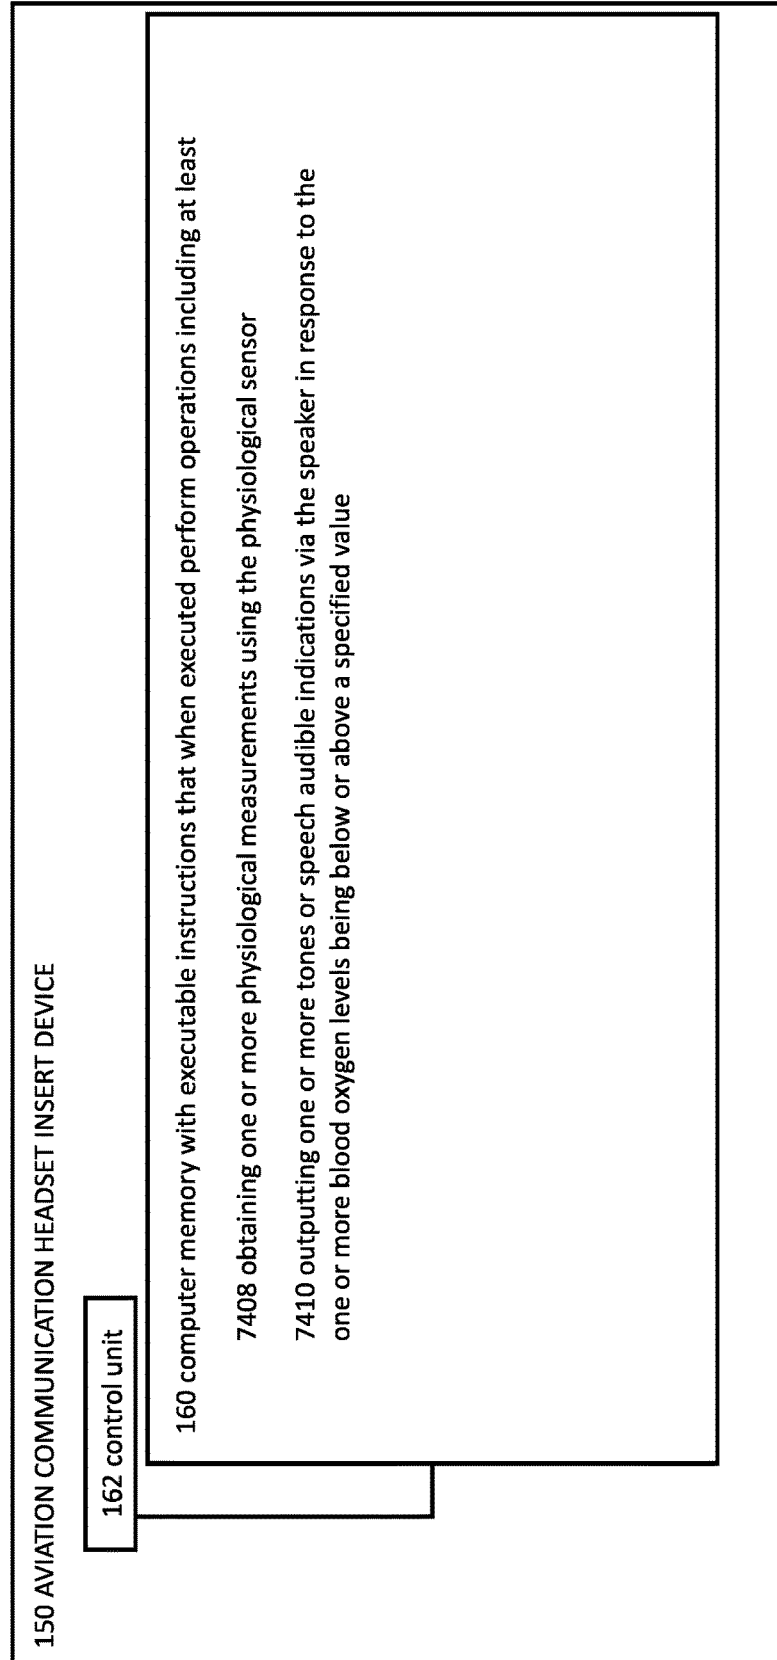 150 AVIATION COMMUNICATION HEADSET INSERT DEVICE
162 control unit
160 computer memory with executable instructions that when executed perform operations including at least
7408 obtaining one or more physiological measurements using the physiological sensor
7410 outputting one or more tones or speech audible indications via the speaker in response to the
one or more blood oxygen levels being below or above a specified value